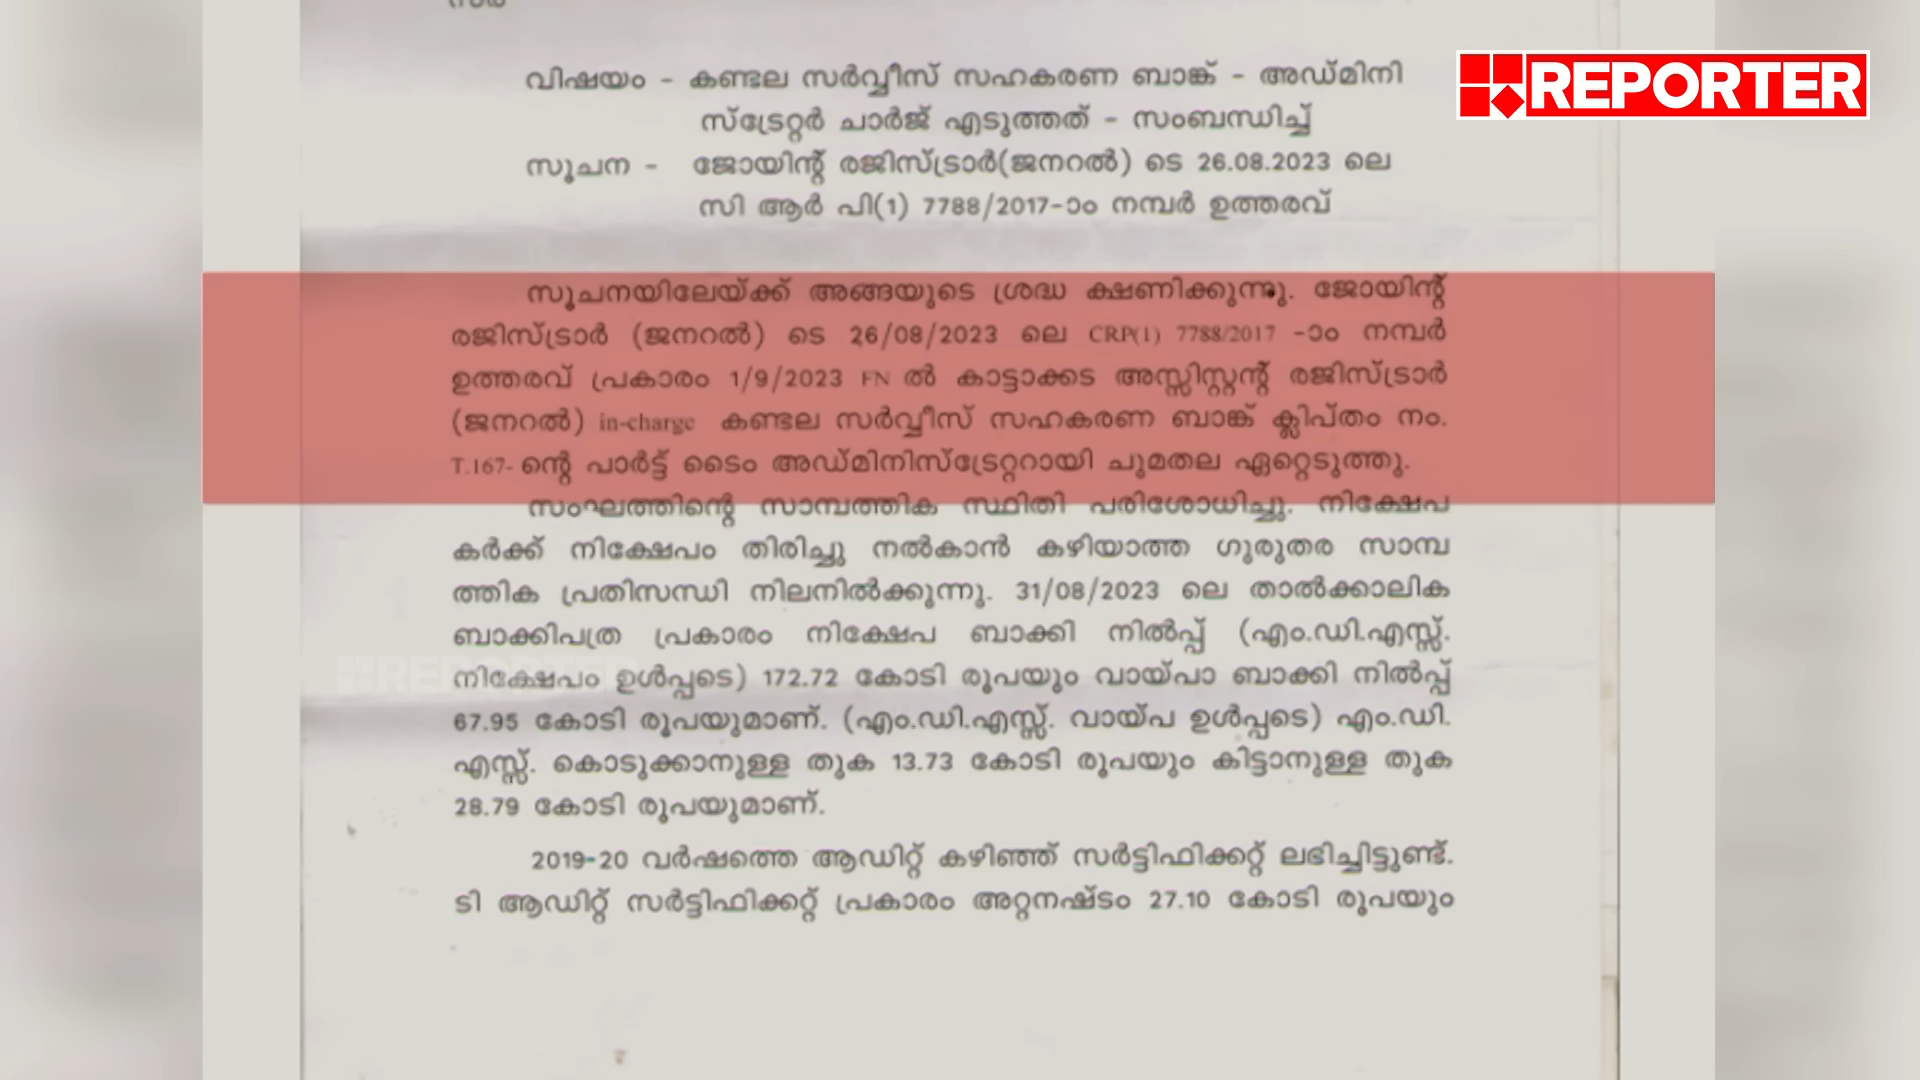 സർ
വിഷയം - കണ്ടല സർവ്വീസ് സഹകരണ ബാങ്ക് - അഡ്മിനി
REPORTER
സ്ട്രേറ്റർ ചാർജ് എടുത്തത് - സംബന്ധിച്ച്
സൂചന - ജോയിന്റ് രജിസ്ട്രാർ(ജനറൽ) ടെ 26.08.2023 ലെ
സി ആർ പി(1) 7788/2017-ാം നമ്പർ ഉത്തരവ്
സൂചനയിലേയ്ക്ക് അങ്ങയുടെ ശ്രദ്ധ ക്ഷണിക്കുന്നു. ജോയിന്റ്
രജിസ്ട്രാർ (ജനറൽ) ടെ 26/08/2023 ലെ CRP(1) 7788/2017 -ാം നമ്പർ
ഉത്തരവ് പ്രകാരം 1/9/2023 FN ൽ കാട്ടാക്കട അസ്സിസ്റ്റന്റ് രജിസ്ട്രാർ
(ജനറൽ) in-charge കണ്ടല സർവ്വീസ് സഹകരണ ബാങ്ക് ക്ലിപ്തം നം.
T.167- ന്റെ പാർട്ട് ടൈം അഡ്മിനിസ്ട്രേറ്ററായി ചുമതല ഏറ്റെടുത്തു.
സംഘത്തിന്റെ സാമ്പത്തിക സ്ഥിതി പരിശോധിച്ചു. നിക്ഷേപ
കർക്ക് നിക്ഷേപം തിരിച്ചു നൽകാൻ കഴിയാത്ത ഗുരുതര സാമ്പ
ത്തിക പ്രതിസന്ധി നിലനിൽക്കുന്നു. 31/08/2023 ലെ താൽക്കാലിക
ബാക്കിപത്ര പ്രകാരം നിക്ഷേപ ബാക്കി നിൽപ്പ് (എം.ഡി.എസ്സ്.
REPORTER
നിക്ഷേപം ഉൾപ്പടെ) 172.72 കോടി രൂപയും വായ്പാ ബാക്കി നിൽപ്പ്
67.95 കോടി രൂപയുമാണ്. (എം.ഡി.എസ്സ്. വായ്പ ഉൾപ്പടെ) എം.ഡി.
എസ്സ്. കൊടുക്കാനുള്ള തുക 13.73 കോടി രൂപയും കിട്ടാനുള്ള തുക
28.79 കോടി രൂപയുമാണ്.
2019-20 വർഷത്തെ ആഡിറ്റ് കഴിഞ്ഞ് സർട്ടിഫിക്കറ്റ് ലഭിച്ചിട്ടുണ്ട്.
ടി ആഡിറ്റ് സർട്ടിഫിക്കറ്റ് പ്രകാരം അറ്റനഷ്ടം 27.10 കോടി രൂപയും